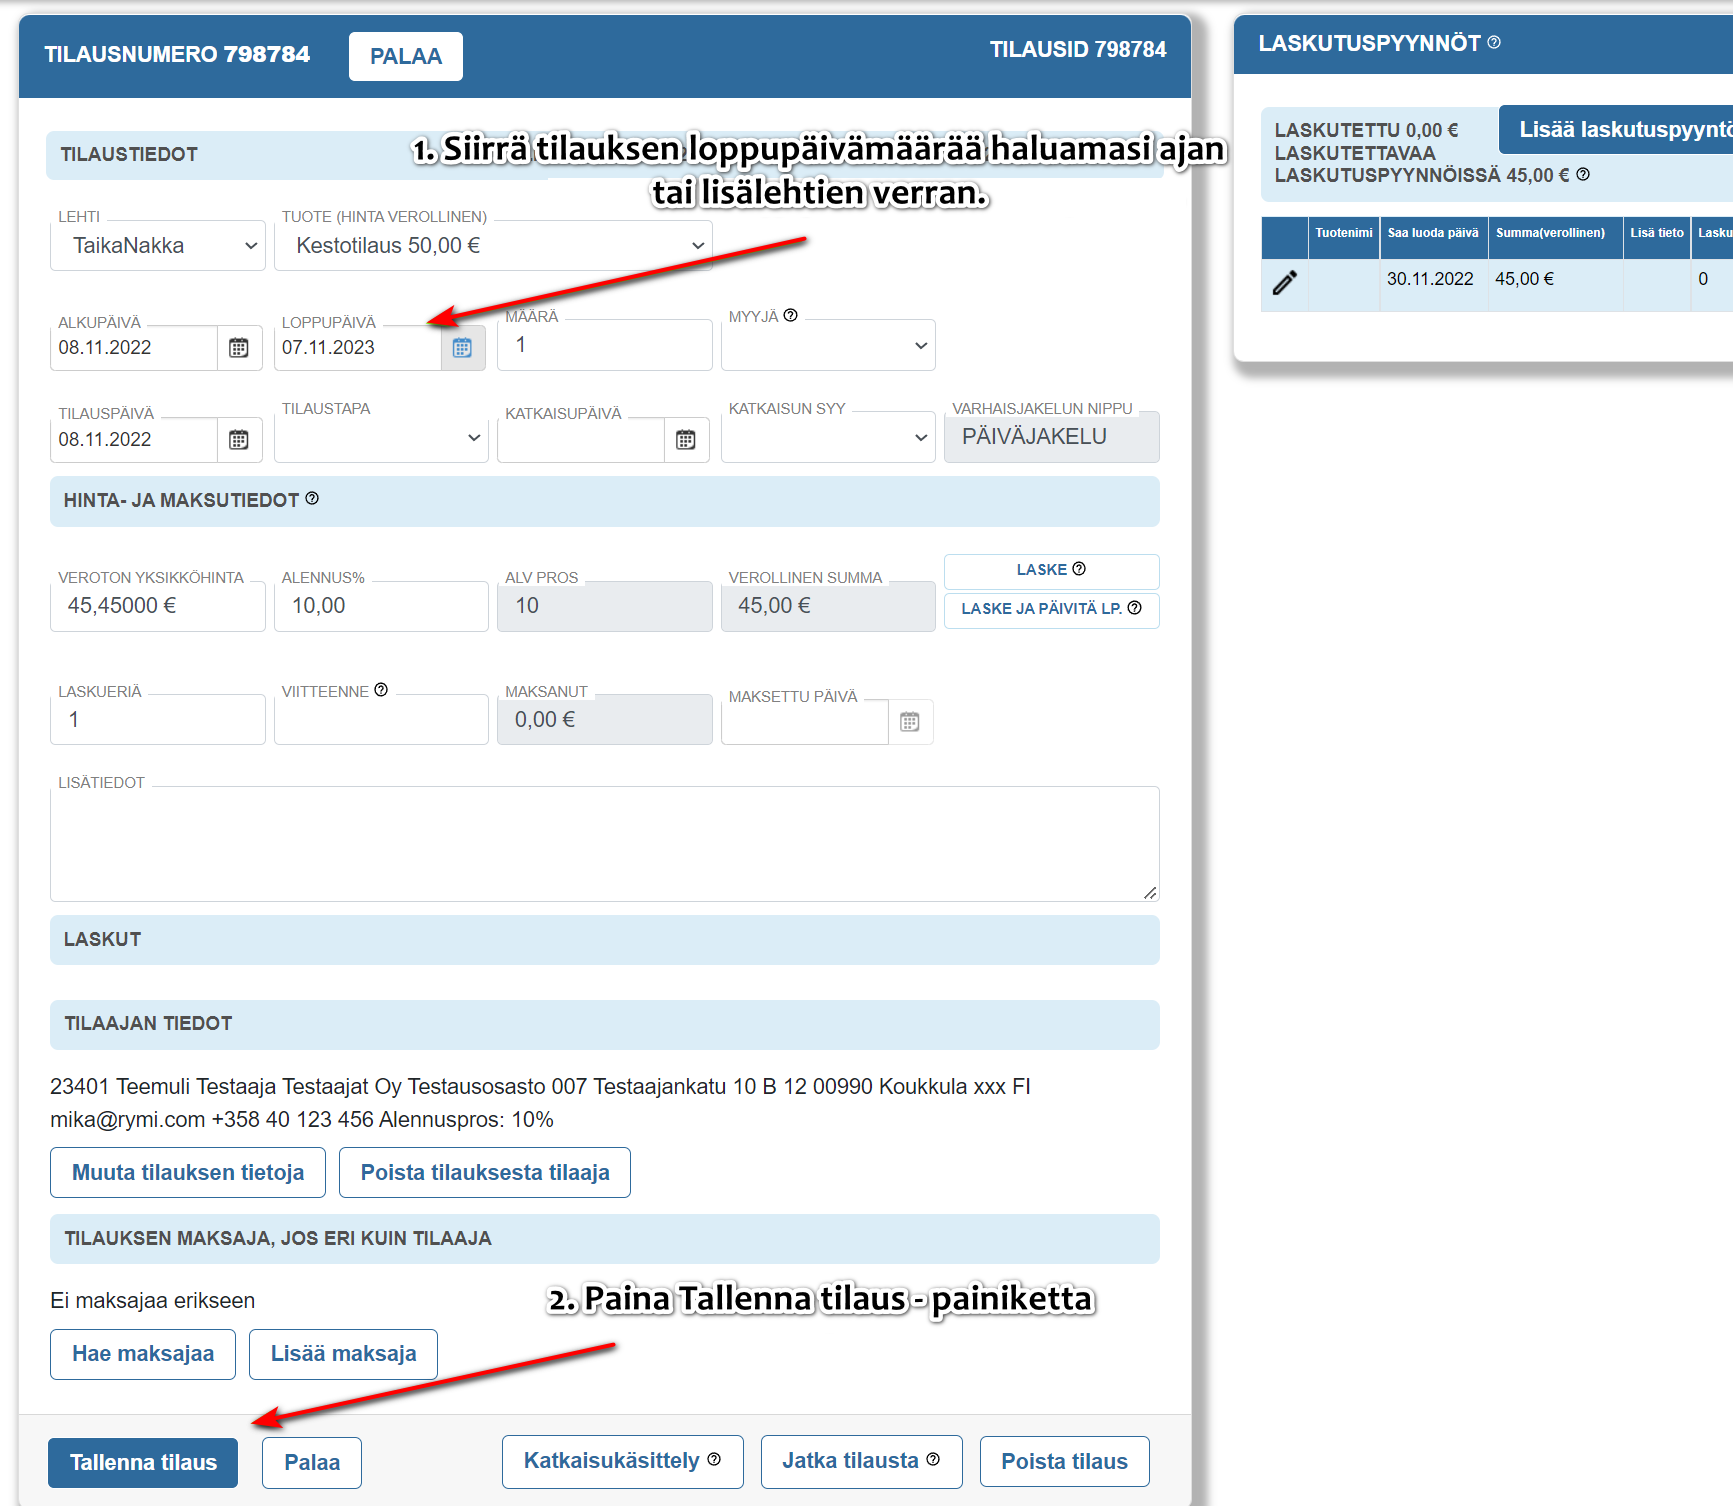 TILAUSNUMERO 798784
PALAA
TILAUSID 798784
TILAUSTIEDOT
1. Siirrä tilauksen loppupäivämäärää haluamasi ajan
tai lisälehtien verran.
LEHTI
TUOTE (HINTA VEROLLINEN)
TaikaNakka
Kestotilaus 50,00 €
ALKUPÄIVÄ
LOPPUPÄIVÄ
MÄÄRÄ
MYYJÄ
08.11.2022
07.11.2023
1
TILAUSPÄIVÄ
TILAUSTAPA
KATKAISUPÄIVÄ
KATKAISUN SYY
VARHAISJAKELUN NIPPU
08.11.2022
PÄIVÄJAKELU
HINTA- JA MAKSUTIEDOT
VEROTON YKSIKKÖHINTA
ALENNUS%
ALV PROS
VEROLLINEN SUMMA
45,45000 €
10,00
10
45,00 €
LASKE
LASKE JA PÄIVITÄ LP.
LASKUERIÄ
VIITTEENNE
MAKSANUT
MAKSETTU PÄIVÄ
1
0,00 €
LISÄTIEDOT
LASKUT
TILAAJAN TIEDOT
23401 Teemuli Testaaja Testaajat Oy Testausosasto 007 Testaajankatu 10 B 12 00990 Koukkula xxx FI
mika@rymi.com +358 40 123 456 Alennuspros: 10%
Muuta tilauksen tietoja
Poista tilauksesta tilaaja
TILAUKSEN MAKSAJA, JOS ERI KUIN TILAAJA
Ei maksajaa erikseen
2. Paina Tallenna tilaus - painiketta
Hae maksajaa
Lisää maksaja
Tallenna tilaus
Palaa
Katkaisukäsittely
Jatka tilausta
Poista tilaus
LASKUTUSPYYNNÖT
LASKUTETTU 0,00 €
LASKUTETTAVAA
LASKUTUSPYYNNÖISSÄ 45,00 €
Lisää laskutuspyyntö
Tuotenimi
Saa luoda päivä
Summa(verollinen)
Lisä tieto
Lasku
30.11.2022
45,00 €
0